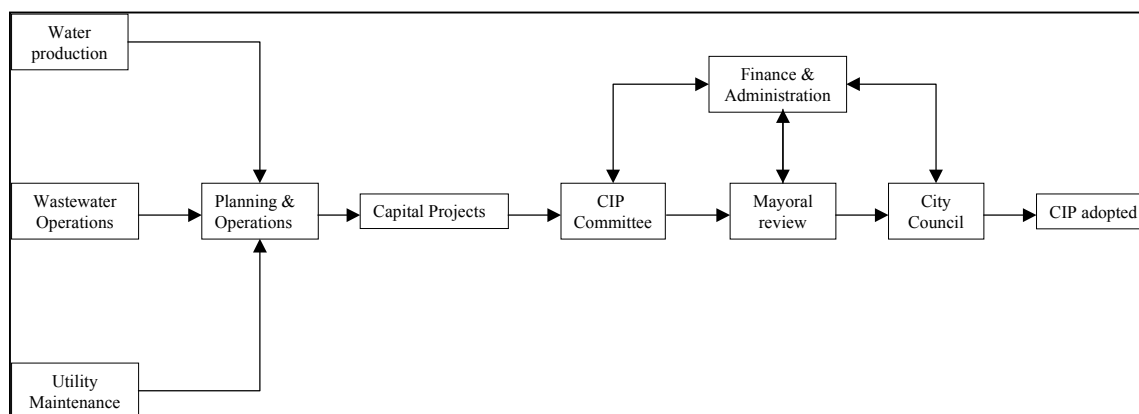 Water
production
Finance &
Administration
Wastewater
Operations
Planning &
Operations
Capital Projects
CIP
Committee
Mayoral
review
City
Council
CIP adopted
Utility
Maintenance